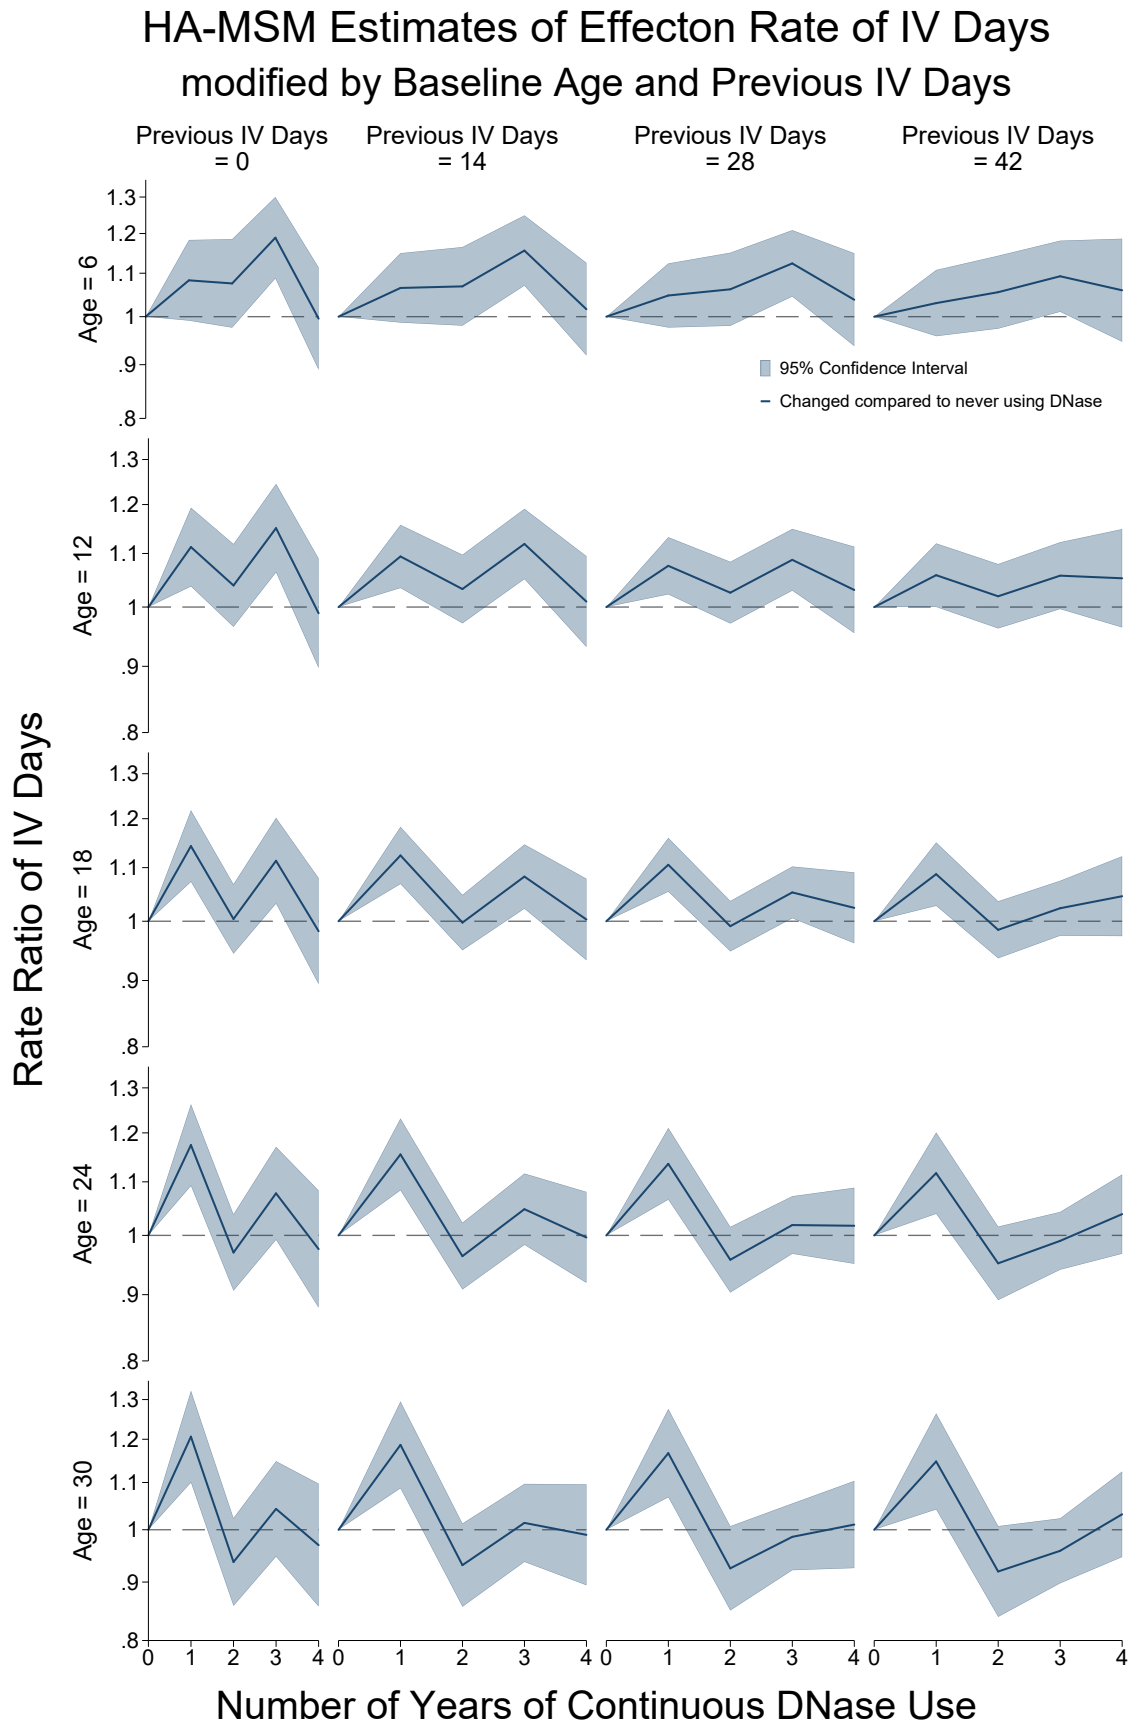 HA-MSM Estimates of Effecton Rate of IV Days
modified by Baseline Age and Previous IV Days
Previous IV Days
= 0
Previous IV Days
= 14
Previous IV Days
= 28
Previous IV Days
= 42
Rate Ratio of IV Days
Age = 6
1.3
1.2
1.1
1
.9
.8
95% Confidence Interval
Changed compared to never using DNase
Age = 12
1.3
1.2
1.1
1
.9
.8
Age = 18
1.3
1.2
1.1
1
.9
.8
Age = 24
1.3
1.2
1.1
1
.9
.8
Age = 30
1.3
1.2
1.1
1
.9
.8
0 1 2 3 4
0 1 2 3 4
0 1 2 3 4
0 1 2 3 4
Number of Years of Continuous DNase Use